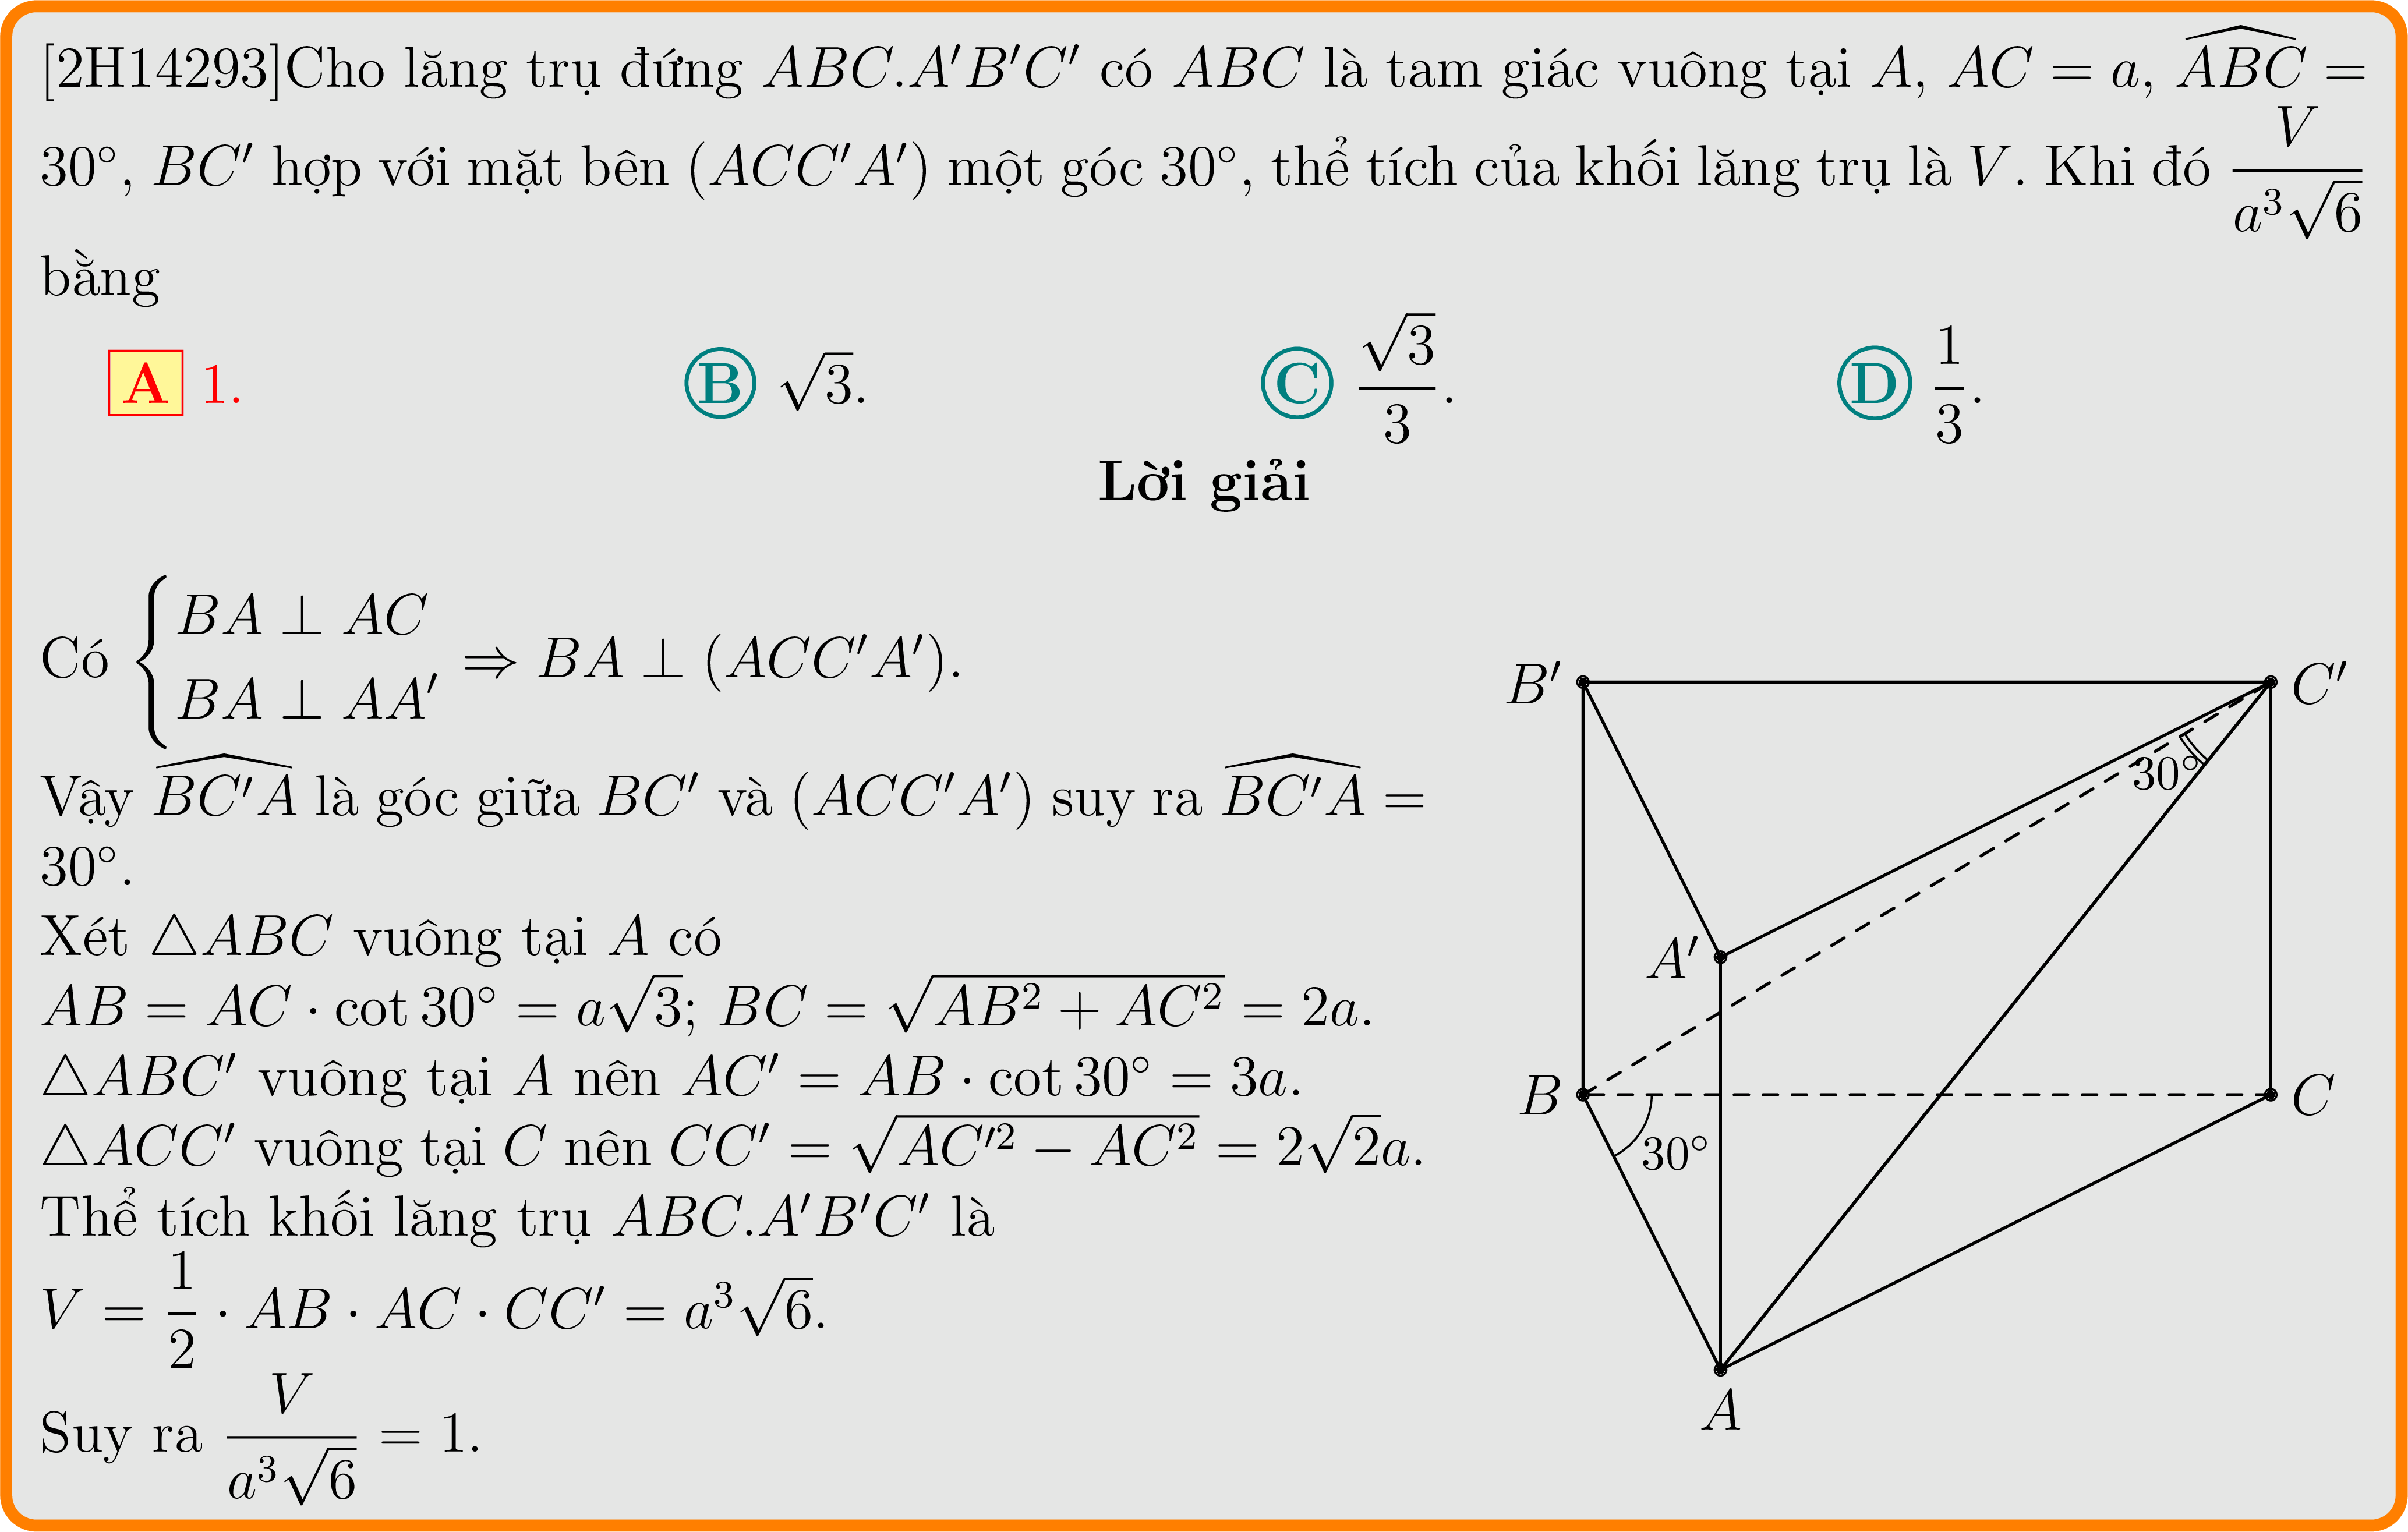 [2H14293]Cho lăng trụ đứng $ABC.A'B'C'$ có $ABC$ là tam giác vuông tại $A$, $AC = a$, $\widehat{ABC} =$
$30^\circ$, $BC'$ hợp với mặt bên $(ACC'A')$ một góc $30^\circ$, thể tích của khối lăng trụ là $V$. Khi đó $\dfrac{V}{a^3\sqrt{6}}$
bằng
A 1. B $\sqrt{3}$. C $\dfrac{\sqrt{3}}{3}$. D $\dfrac{1}{3}$.
Lời giải
Có $\begin{cases} BA \perp AC \\ BA \perp AA' \end{cases} \Rightarrow BA \perp (ACC'A')$.
Vậy $\widehat{BC'A}$ là góc giữa $BC'$ và $(ACC'A')$ suy ra $\widehat{BC'A} =$
$30^\circ$.
Xét $\triangle ABC$ vuông tại $A$ có
$AB = AC \cdot \cot 30^\circ = a\sqrt{3}$; $BC = \sqrt{AB^2 + AC^2} = 2a$.
$\triangle ABC'$ vuông tại $A$ nên $AC' = AB \cdot \cot 30^\circ = 3a$.
$\triangle ACC'$ vuông tại $C$ nên $CC' = \sqrt{AC'^2 - AC^2} = 2\sqrt{2}a$.
Thể tích khối lăng trụ $ABC.A'B'C'$ là
$V = \dfrac{1}{2} \cdot AB \cdot AC \cdot CC' = a^3\sqrt{6}$.
Suy ra $\dfrac{V}{a^3\sqrt{6}} = 1$.
$B'$
$C'$
$30^\circ$
$A'$
$B$
$C$
$30^\circ$
$A$